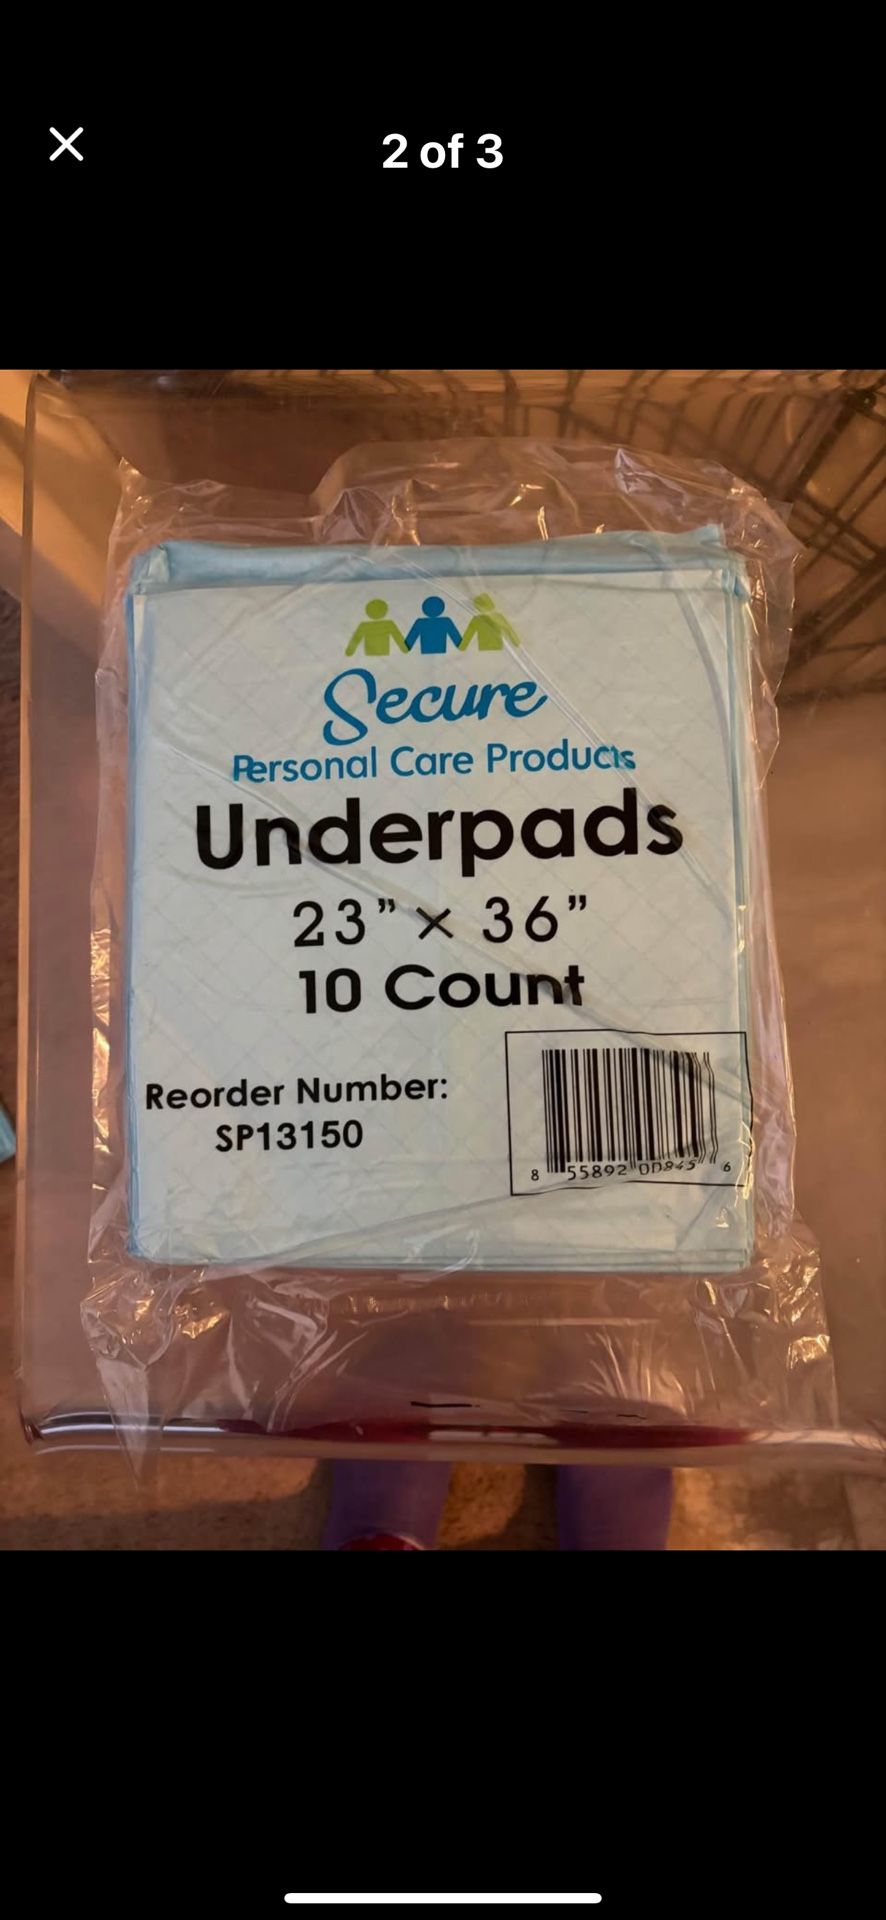 2 of 3
Secure
Personal Care Products
Underpads
23” × 36”
10 Count
Reorder Number:
SP13150
8 55892 00845 6